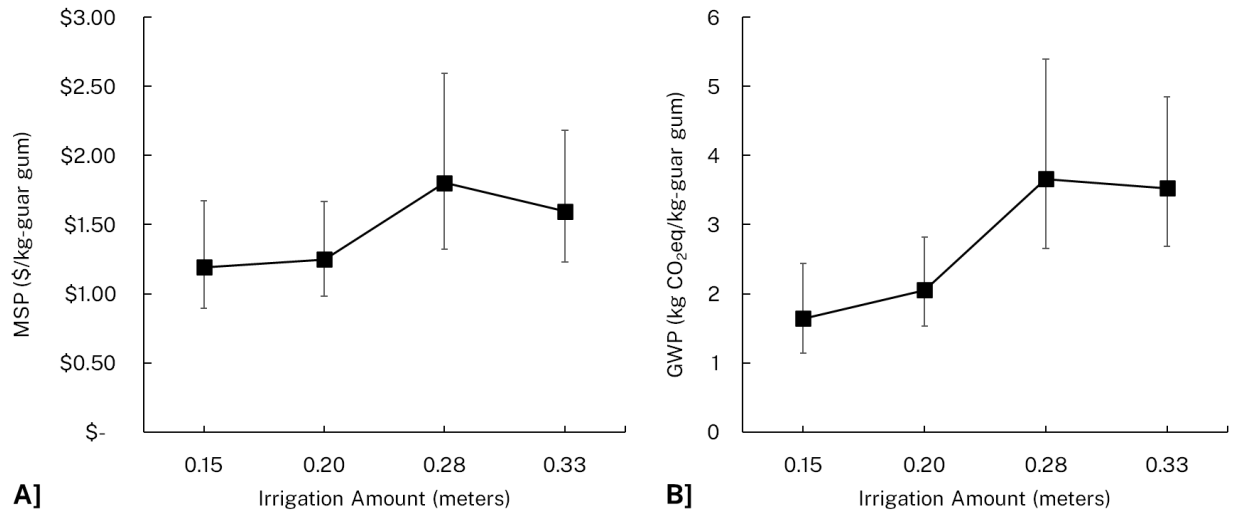 MSP ($/kg-guar gum)
$3.00
$2.50
$2.00
$1.50
$1.00
$0.50
$-
0.15 0.20 0.28 0.33
Irrigation Amount (meters)
A]
GWP (kg CO₂eq/kg-guar gum)
6
5
4
3
2
1
0
0.15 0.20 0.28 0.33
Irrigation Amount (meters)
B]